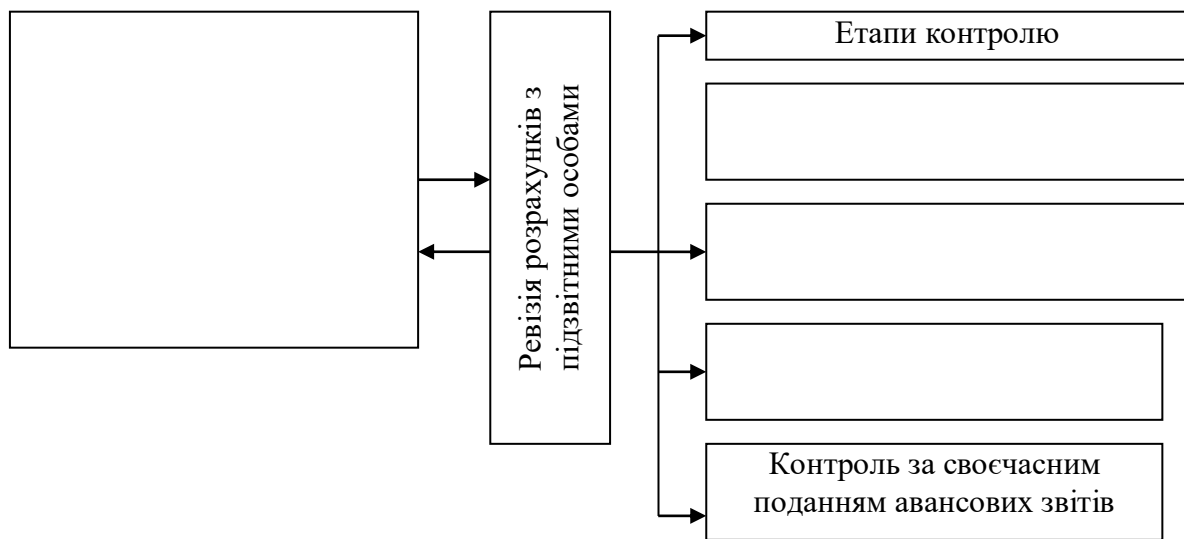 Ревізія розрахунків з
підзвітними особами
Етапи контролю
Контроль за своєчасним
поданням авансових звітів